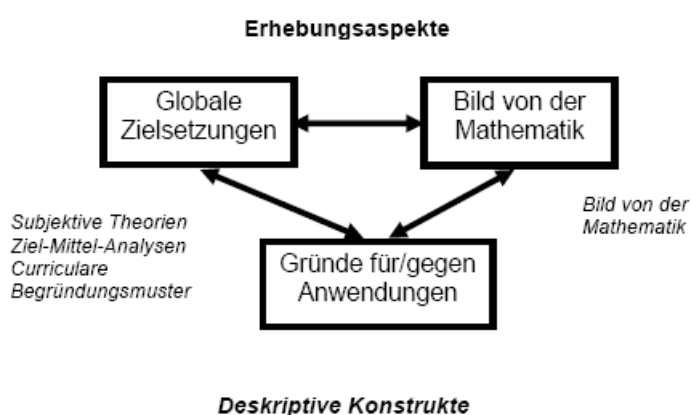 Erhebungsaspekte
Globale
Zielsetzungen
Bild von der
Mathematik
Subjektive Theorien
Ziel-Mittel-Analysen
Curriculare
Begründungsmuster
Bild von der
Mathematik
Gründe für/gegen
Anwendungen
Deskriptive Konstrukte